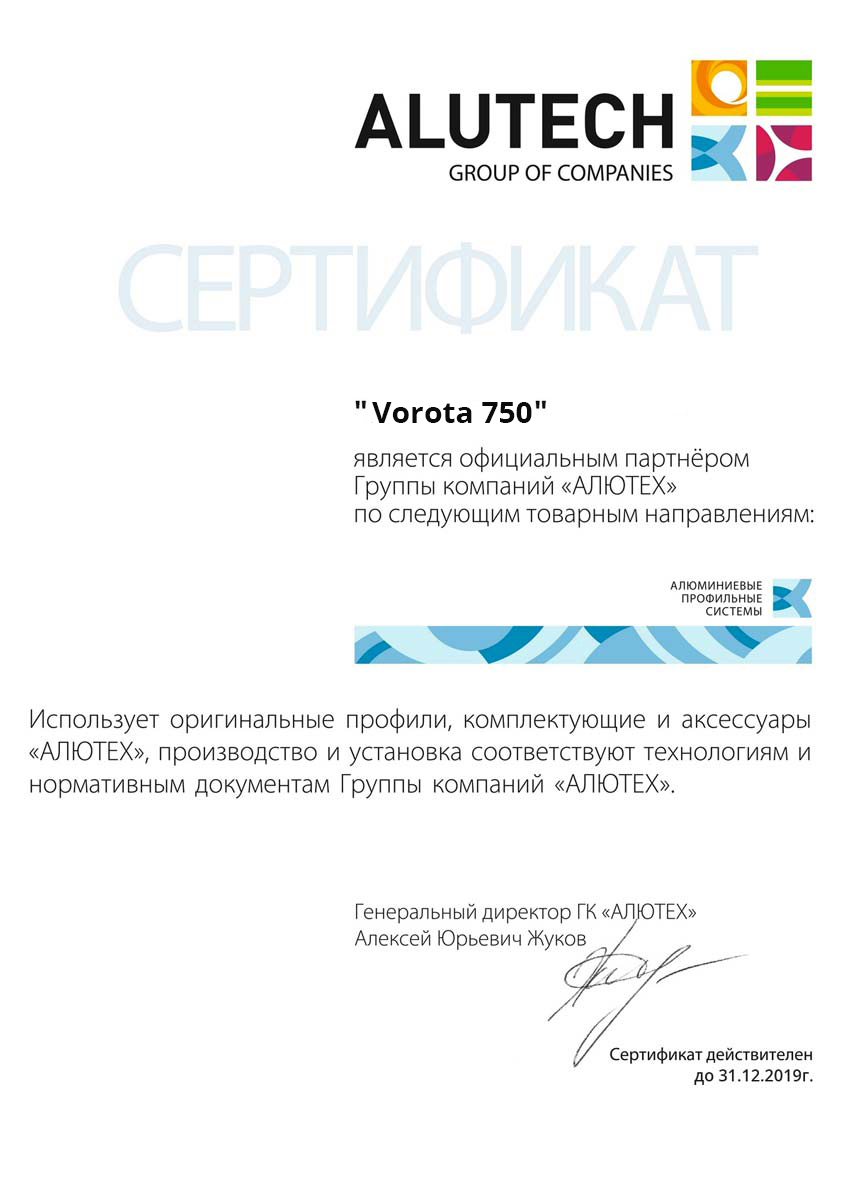 ALUTECH
GROUP OF COMPANIES
СЕРТИФИКАТ
"Vorota 750"
является официальным партнёром
Группы компаний «АЛЮТЕХ»
по следующим товарным направлениям:
АЛЮМИНИЕВЫЕ
ПРОФИЛЬНЫЕ
СИСТЕМЫ
Использует оригинальные профили, комплектующие и аксессуары
«АЛЮТЕХ», производство и установка соответствуют технологиям и
нормативным документам Группы компаний «АЛЮТЕХ».
Генеральный директор ГК «АЛЮТЕХ»
Алексей Юрьевич Жуков
Сертификат действителен
до 31.12.2019г.